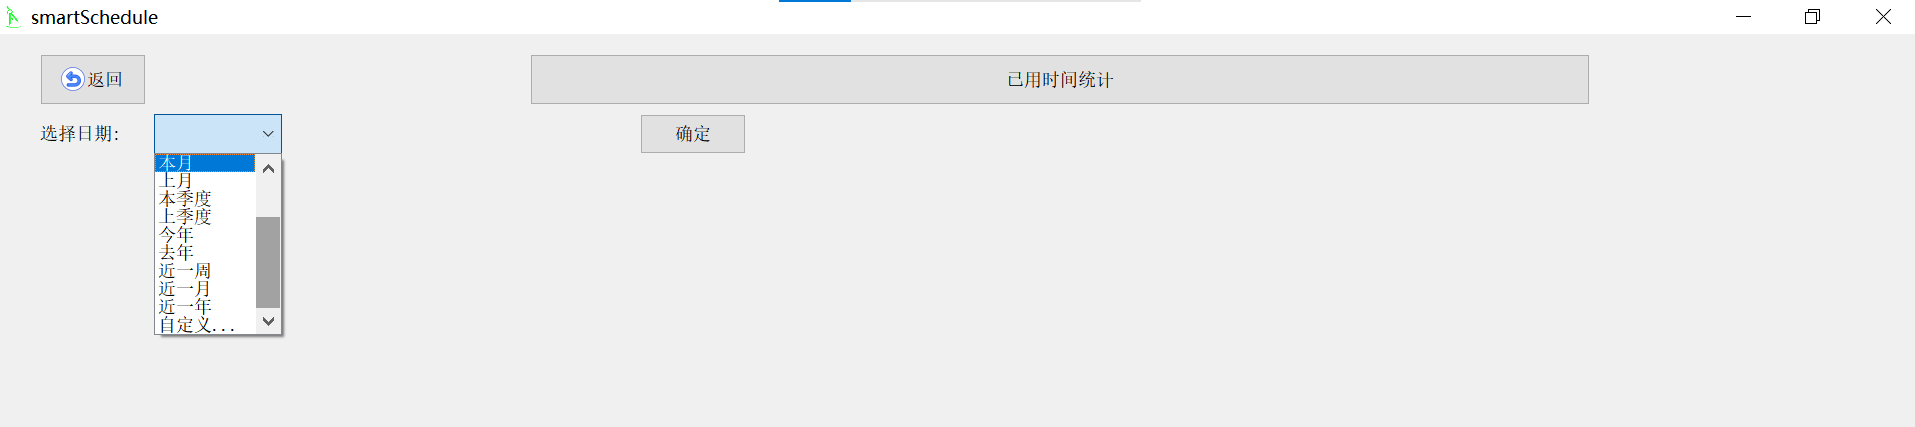 smartSchedule
返回
已用时间统计
选择日期:
确定
本月
上月
本季度
上季度
今年
去年
近一周
近一月
近一年
自定义...